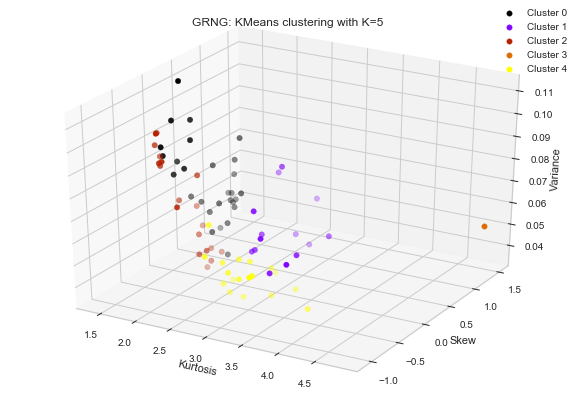 GRNG: KMeans clustering with K=5
Cluster 0
Cluster 1
Cluster 2
Cluster 3
Cluster 4
0.11
0.10
0.09
0.08
0.07
0.06
0.05
0.04
Variance
1.5
1.0
0.5
0.0
−0.5
−1.0
Skew
1.5
2.0
2.5
3.0
3.5
4.0
4.5
Kurtosis